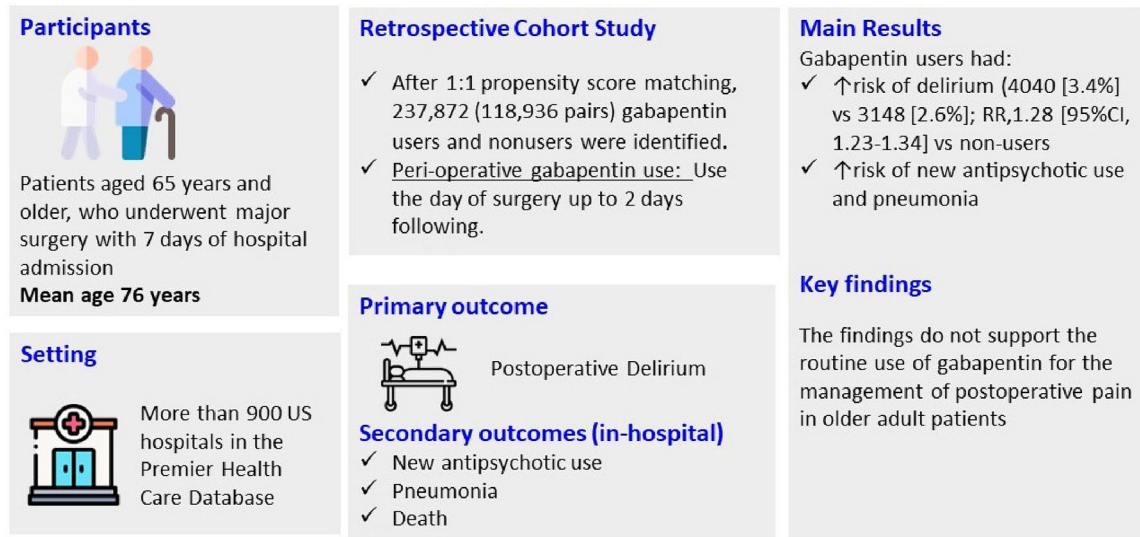 Participants
Patients aged 65 years and
older, who underwent major
surgery with 7 days of hospital
admission
Mean age 76 years
Setting
More than 900 US
hospitals in the
Premier Health
Care Database
Retrospective Cohort Study
✓ After 1:1 propensity score matching,
237,872 (118,936 pairs) gabapentin
users and nonusers were identified.
✓ Peri-operative gabapentin use: Use
the day of surgery up to 2 days
following.
Primary outcome
Postoperative Delirium
Secondary outcomes (in-hospital)
✓ New antipsychotic use
✓ Pneumonia
✓ Death
Main Results
Gabapentin users had:
✓ ↑risk of delirium (4040 [3.4%]
vs 3148 [2.6%]; RR,1.28 [95%CI,
1.23-1.34] vs non-users
✓ ↑risk of new antipsychotic use
and pneumonia
Key findings
The findings do not support the
routine use of gabapentin for the
management of postoperative pain
in older adult patients